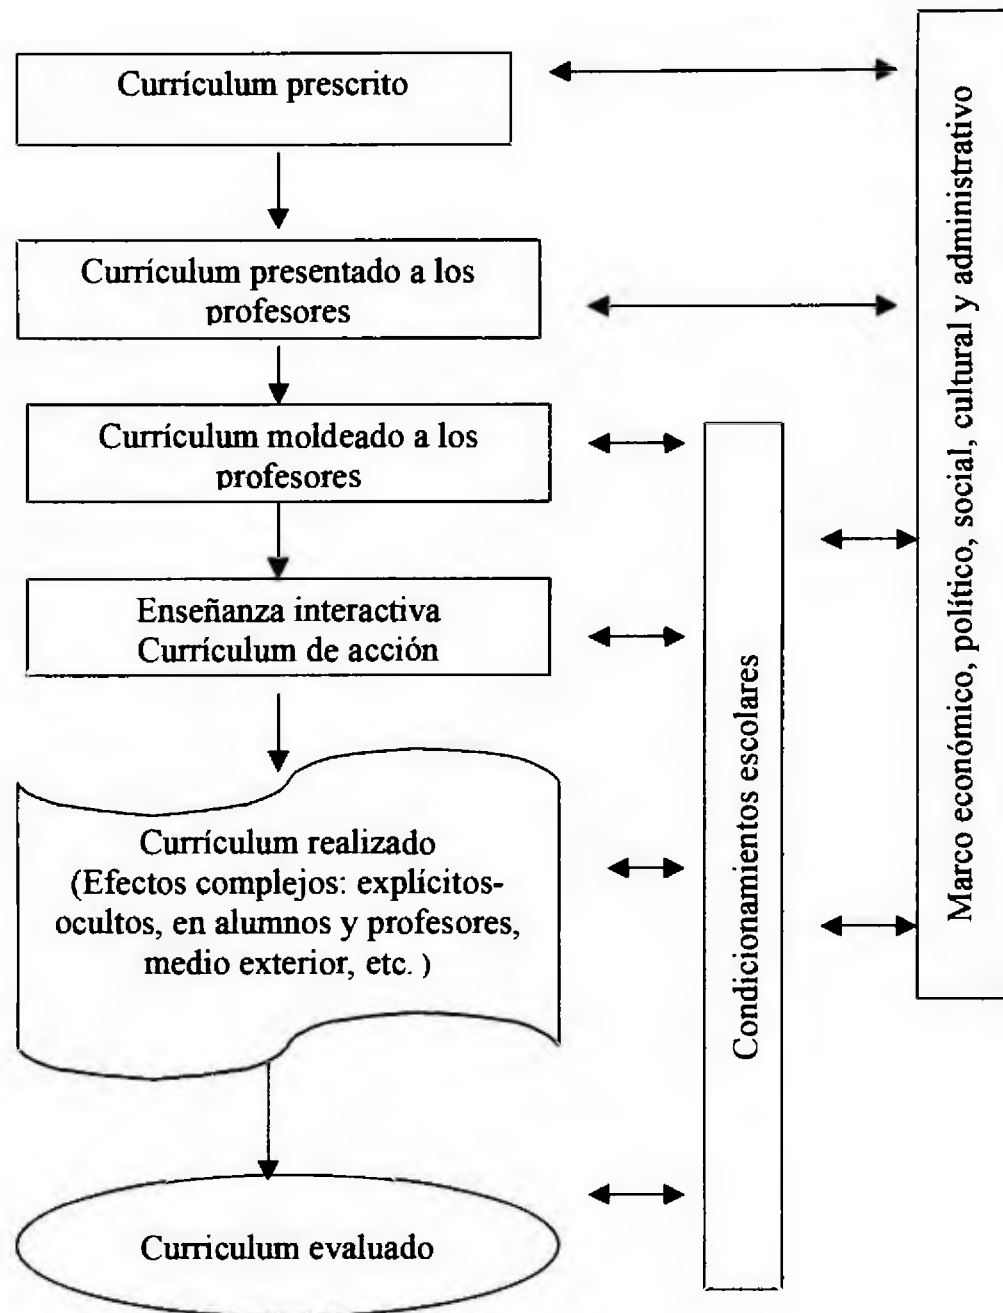 Currículum prescrito
Currículum presentado a los
profesores
Currículum moldeado a los
profesores
Enseñanza interactiva
Currículum de acción
Currículum realizado
(Efectos complejos: explícitos-
ocultos, en alumnos y profesores,
medio exterior, etc. )
Curriculum evaluado
Condicionamientos escolares
Marco económico, político, social, cultural y administrativo